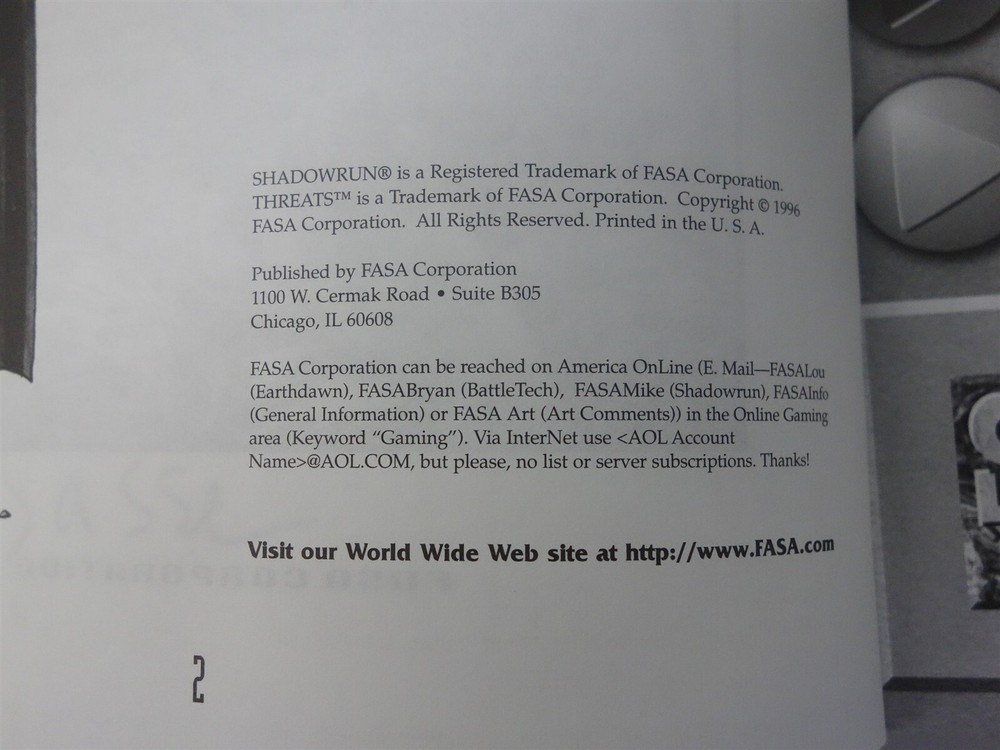 SHADOWRUN® is a Registered Trademark of FASA Corporation.
THREATS™ is a Trademark of FASA Corporation. Copyright © 1996
FASA Corporation. All Rights Reserved. Printed in the U. S. A.
Published by FASA Corporation
1100 W. Cermak Road • Suite B305
Chicago, IL 60608
FASA Corporation can be reached on America OnLine (E. Mail—FASALou
(Earthdawn), FASABryan (BattleTech), FASAMike (Shadowrun), FASAInfo
(General Information) or FASA Art (Art Comments)) in the Online Gaming
area (Keyword “Gaming”). Via InterNet use <AOL Account
Name>@AOL.COM, but please, no list or server subscriptions. Thanks!
Visit our World Wide Web site at http://www.FASA.com
2